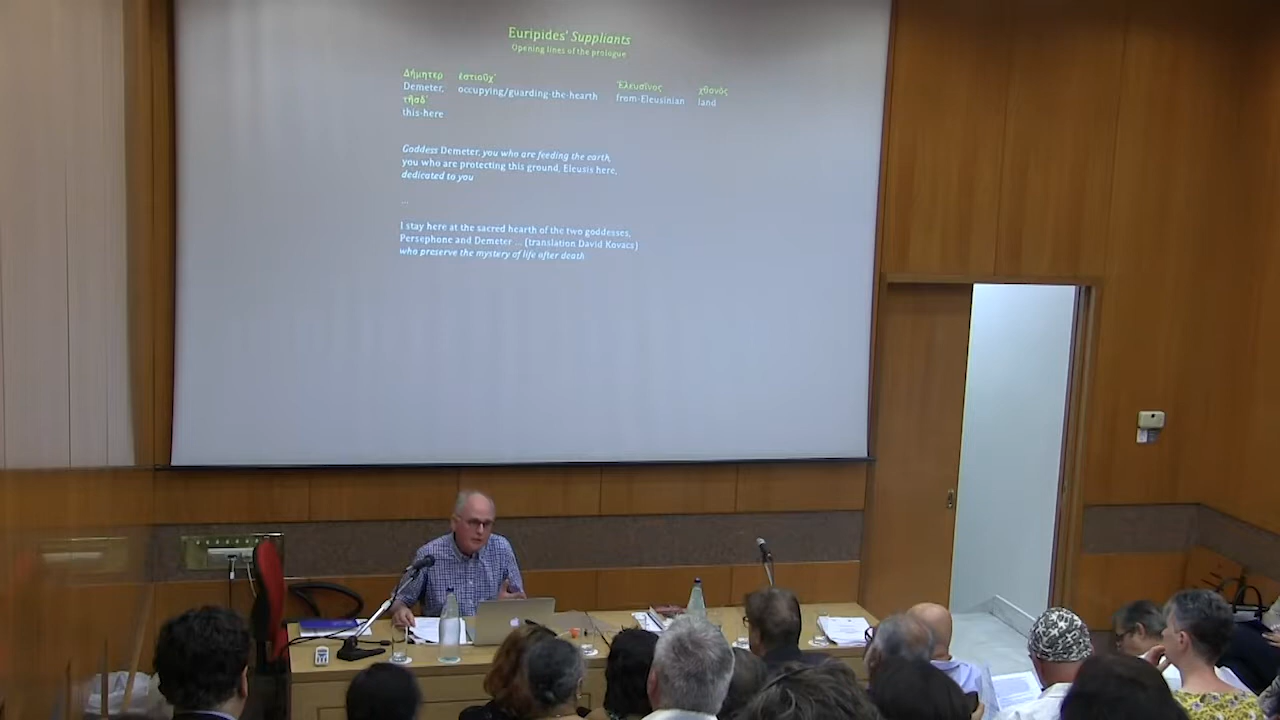 Euripides' Suppliants
Opening lines of the prologue
Δήμητερ ἑστιοῦχ' Ἐλευσῖνος χθονός
Demeter, occupying/guarding-the-hearth from-Eleusinian land
τῆσδ'
this-here
Goddess Demeter, you who are feeding the earth,
you who are protecting this ground, Eleusis here,
dedicated to you
...
I stay here at the sacred hearth of the two goddesses,
Persephone and Demeter ... (translation David Kovacs)
who preserve the mystery of life after death